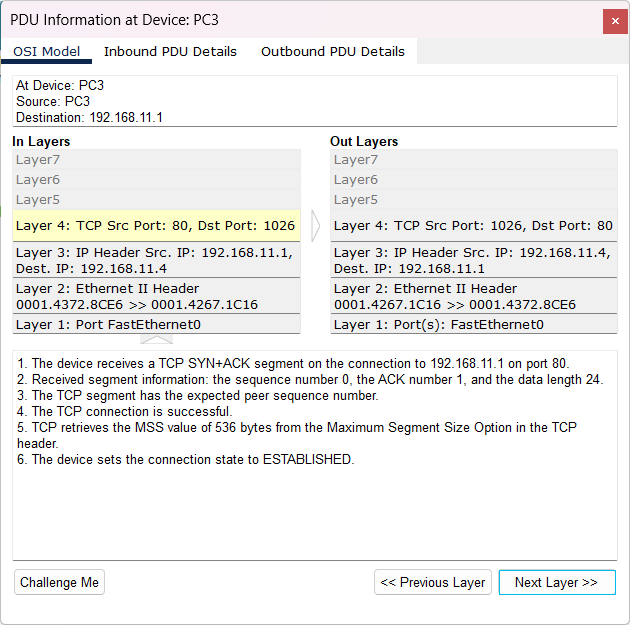 PDU Information at Device: PC3
OSI Model Inbound PDU Details Outbound PDU Details
At Device: PC3
Source: PC3
Destination: 192.168.11.1
In Layers
Layer7
Layer6
Layer5
Layer 4: TCP Src Port: 80, Dst Port: 1026
Layer 3: IP Header Src. IP: 192.168.11.1,
Dest. IP: 192.168.11.4
Layer 2: Ethernet II Header
0001.4372.8CE6 >> 0001.4267.1C16
Layer 1: Port FastEthernet0
Out Layers
Layer7
Layer6
Layer5
Layer 4: TCP Src Port: 1026, Dst Port: 80
Layer 3: IP Header Src. IP: 192.168.11.4,
Dest. IP: 192.168.11.1
Layer 2: Ethernet II Header
0001.4267.1C16 >> 0001.4372.8CE6
Layer 1: Port(s): FastEthernet0
1. The device receives a TCP SYN+ACK segment on the connection to 192.168.11.1 on port 80.
2. Received segment information: the sequence number 0, the ACK number 1, and the data length 24.
3. The TCP segment has the expected peer sequence number.
4. The TCP connection is successful.
5. TCP retrieves the MSS value of 536 bytes from the Maximum Segment Size Option in the TCP
header.
6. The device sets the connection state to ESTABLISHED.
Challenge Me << Previous Layer Next Layer >>